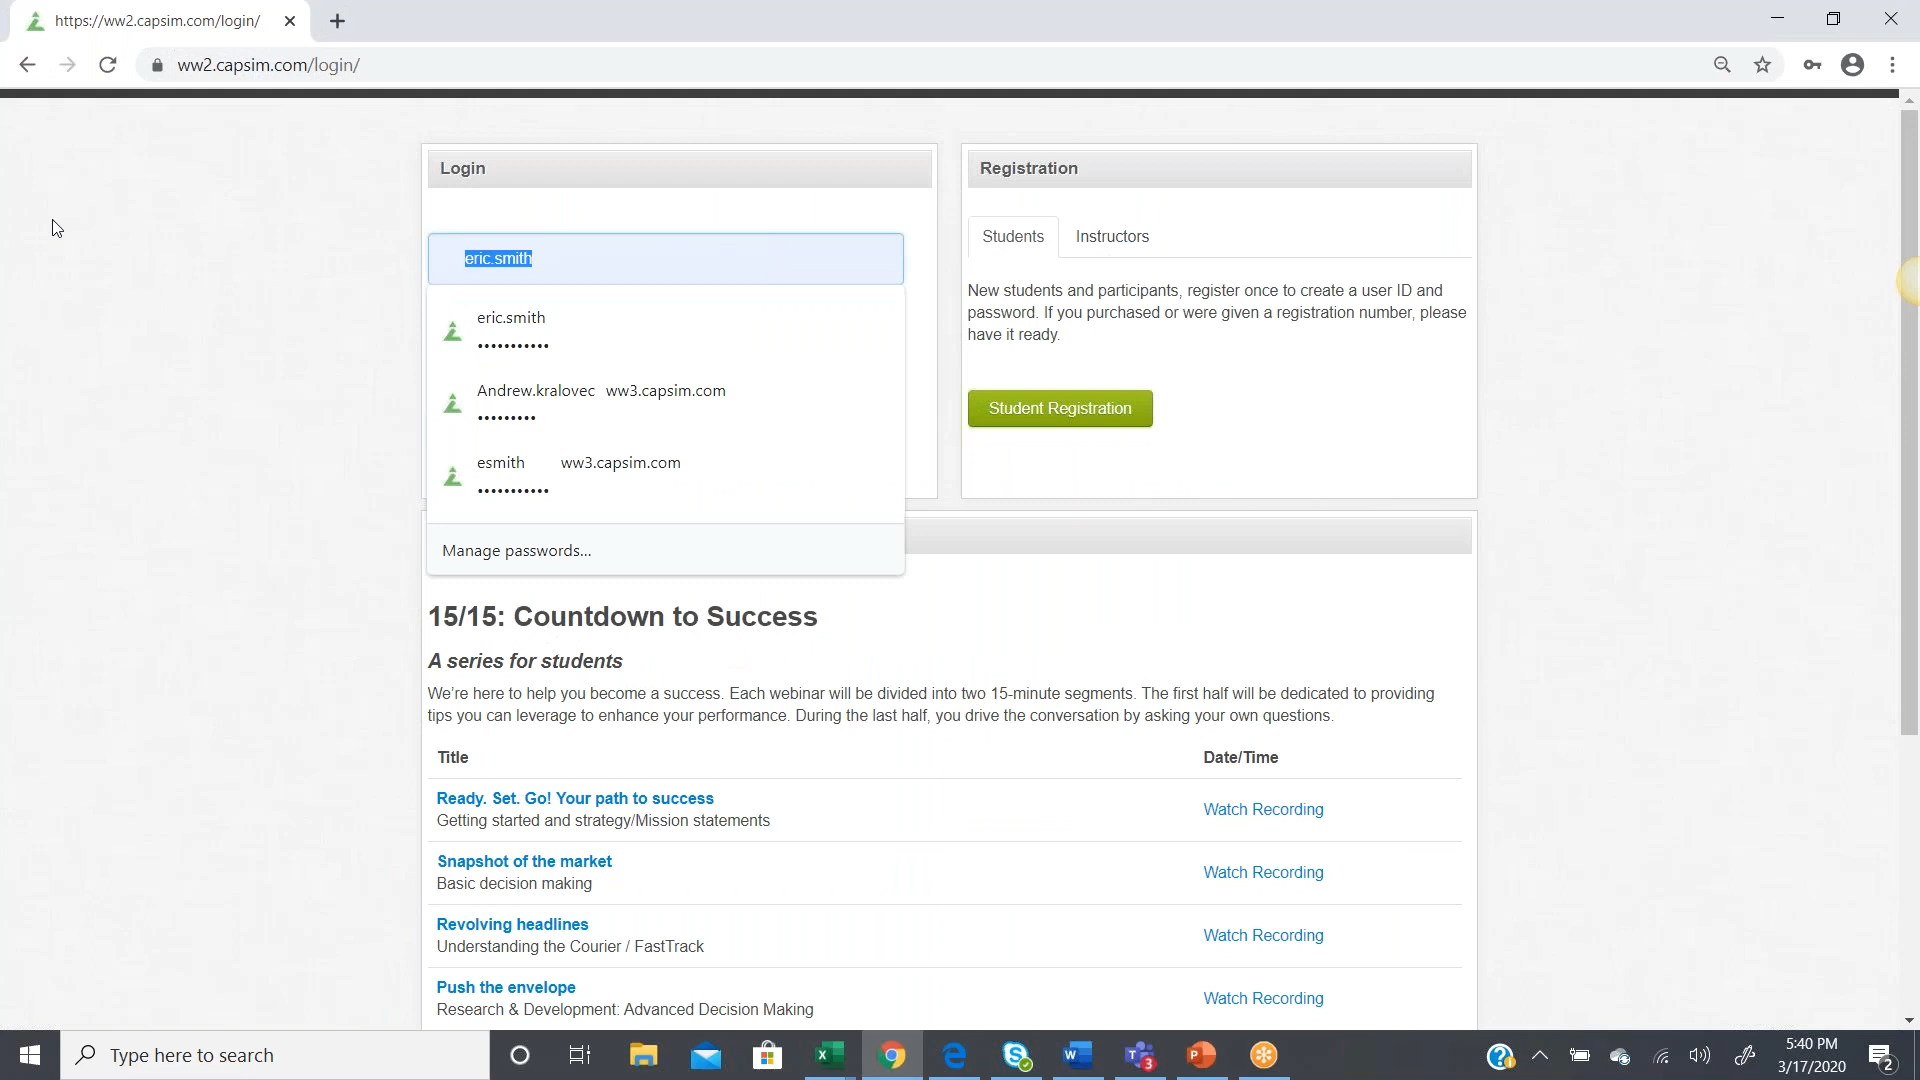 https://ww2.capsim.com/login/
ww2.capsim.com/login/
Login
eric.smith
eric.smith
•••••••••••
Andrew.kralovec ww3.capsim.com
•••••••••
esmith ww3.capsim.com
•••••••••••
Manage passwords...
Registration
Students Instructors
New students and participants, register once to create a user ID and
password. If you purchased or were given a registration number, please
have it ready.
Student Registration
15/15: Countdown to Success
A series for students
We're here to help you become a success. Each webinar will be divided into two 15-minute segments. The first half will be dedicated to providing
tips you can leverage to enhance your performance. During the last half, you drive the conversation by asking your own questions.
Title Date/Time
Ready. Set. Go! Your path to success
Getting started and strategy/Mission statements
Watch Recording
Snapshot of the market
Basic decision making
Watch Recording
Revolving headlines
Understanding the Courier / FastTrack
Watch Recording
Push the envelope
Research & Development: Advanced Decision Making
Watch Recording
Type here to search
3
5:40 PM
3/17/2020
2